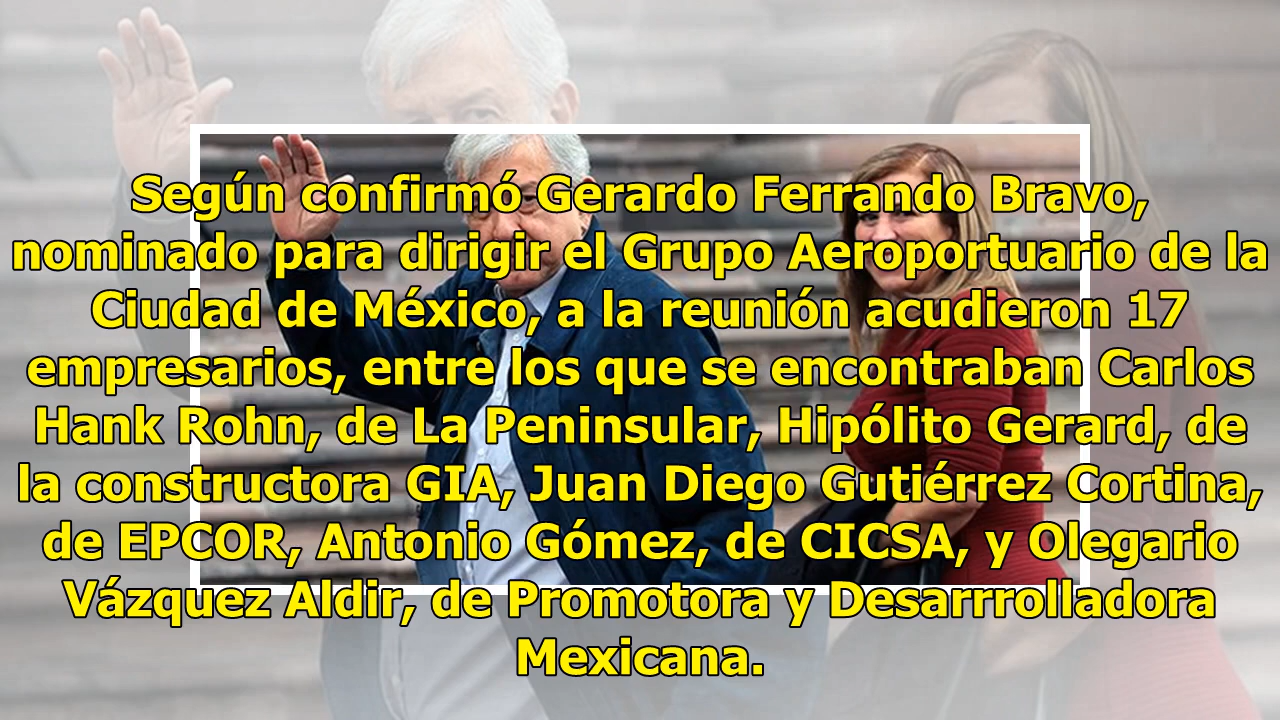 Según confirmó Gerardo Ferrando Bravo,
nominado para dirigir el Grupo Aeroportuario de la
Ciudad de México, a la reunión acudieron 17
empresarios, entre los que se encontraban Carlos
Hank Rohn, de La Peninsular, Hipólito Gerard, de
la constructora GIA, Juan Diego Gutiérrez Cortina,
de EPCOR, Antonio Gómez, de CICSA, y Olegario
Vázquez Aldir, de Promotora y Desarrrolladora
Mexicana.